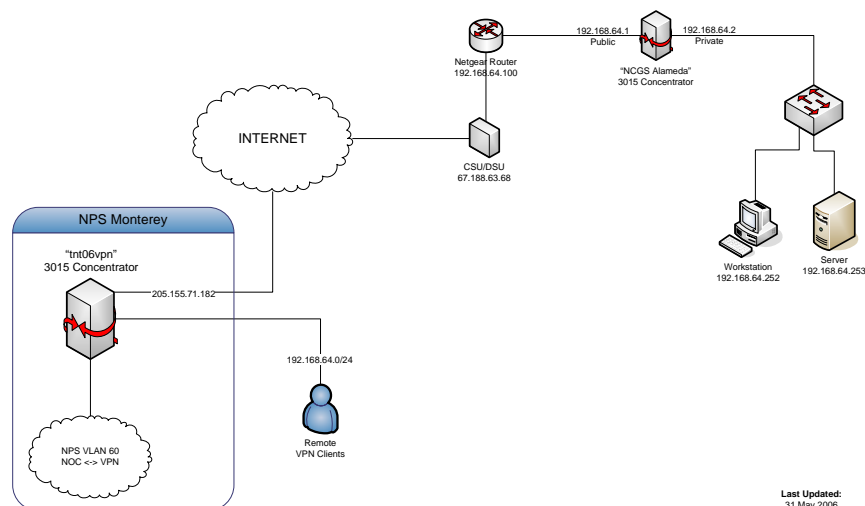 192.168.64.1
Public
192.168.64.2
Private
Netgear Router
192.168.64.100
“NCGS Alameda”
3015 Concentrator
INTERNET
CSU/DSU
67.188.63.68
NPS Monterey
“tnt06vpn”
3015 Concentrator
205.155.71.182
Workstation
192.168.64.252
Server
192.168.64.253
192.168.64.0/24
Remote
VPN Clients
NPS VLAN 60
NOC <-> VPN
Last Updated:
31 May 2006